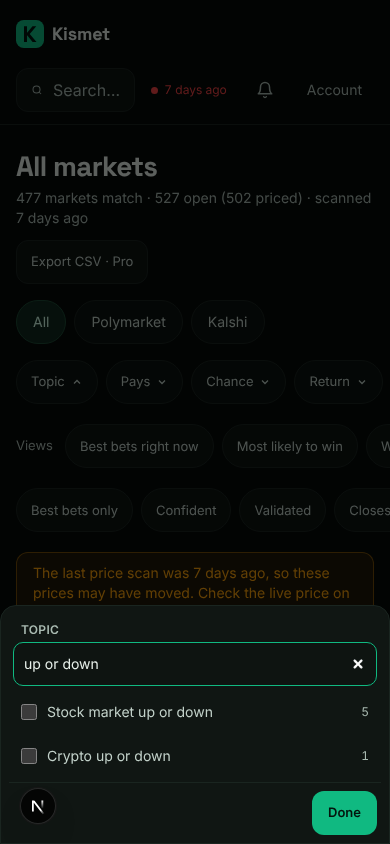 K Kismet
Search... 7 days ago Account
All markets
477 markets match · 527 open (502 priced) · scanned
7 days ago
Export CSV · Pro
All Polymarket Kalshi
Topic Pays Chance Return
Views Best bets right now Most likely to win W
Best bets only Confident Validated Closes
The last price scan was 7 days ago, so these
prices may have moved. Check the live price on
TOPIC
up or down
Stock market up or down 5
Crypto up or down 1
N Done